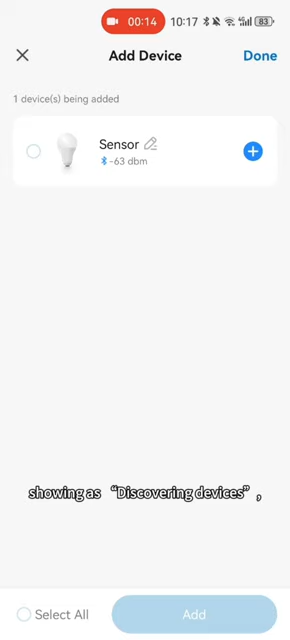 00:14 10:17 83
Add Device Done
1 device(s) being added
Sensor
-63 dbm
showing as “Discovering devices”,
Select All Add